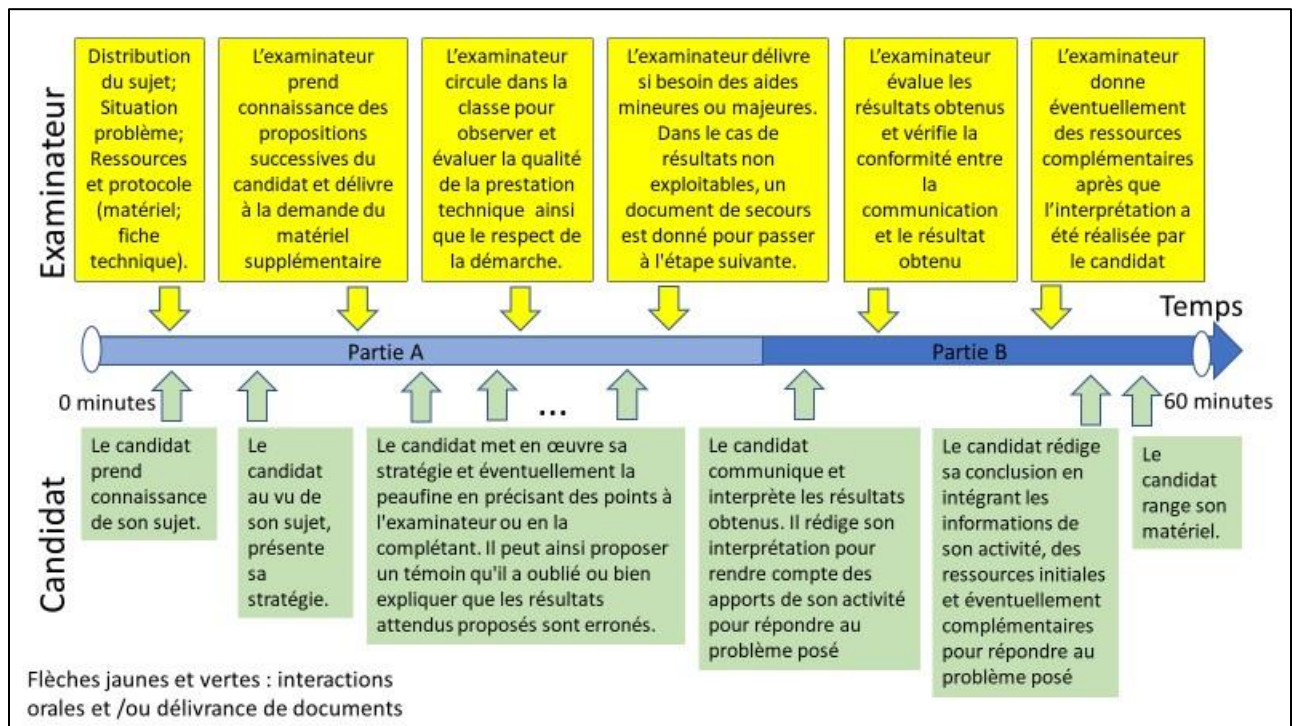 Examinateur
Distribution
du sujet;
Situation
problème;
Ressources
et protocole
(matériel;
fiche
technique).
L'examinateur
prend
connaissance des
propositions
successives du
candidat et délivre
à la demande du
matériel
supplémentaire
L'examinateur
circule dans la
classe pour
observer et
évaluer la qualité
de la prestation
technique ainsi
que le respect de
la démarche.
L'examinateur délivre
si besoin des aides
mineures ou majeures.
Dans le cas de
résultats non
exploitables, un
document de secours
est donné pour passer
à l'étape suivante.
L'examinateur
évalue les
résultats obtenus
et vérifie la
conformité entre
la
communication
et le résultat
obtenu
L'examinateur
donne
éventuellement
des ressources
complémentaires
après que
l'interprétation a
été réalisée par
le candidat
Temps
Partie A
Partie B
0 minutes
...
60 minutes
Candidat
Le candidat
prend
connaissance
de son sujet.
Le
candidat
au vu de
son sujet,
présente
sa
stratégie.
Le candidat met en œuvre sa
stratégie et éventuellement la
peaufine en précisant des points à
l'examinateur ou en la
complétant. Il peut ainsi proposer
un témoin qu'il a oublié ou bien
expliquer que les résultats
attendus proposés sont erronés.
Le candidat
communique et
interprète les résultats
obtenus. Il rédige son
interprétation pour
rendre compte des
apports de son activité
pour répondre au
problème posé
Le candidat rédige
sa conclusion en
intégrant les
informations de
son activité, des
ressources initiales
et éventuellement
complémentaires
pour répondre au
problème posé
Le
candidat
range son
matériel.
Flèches jaunes et vertes : interactions
orales et /ou délivrance de documents